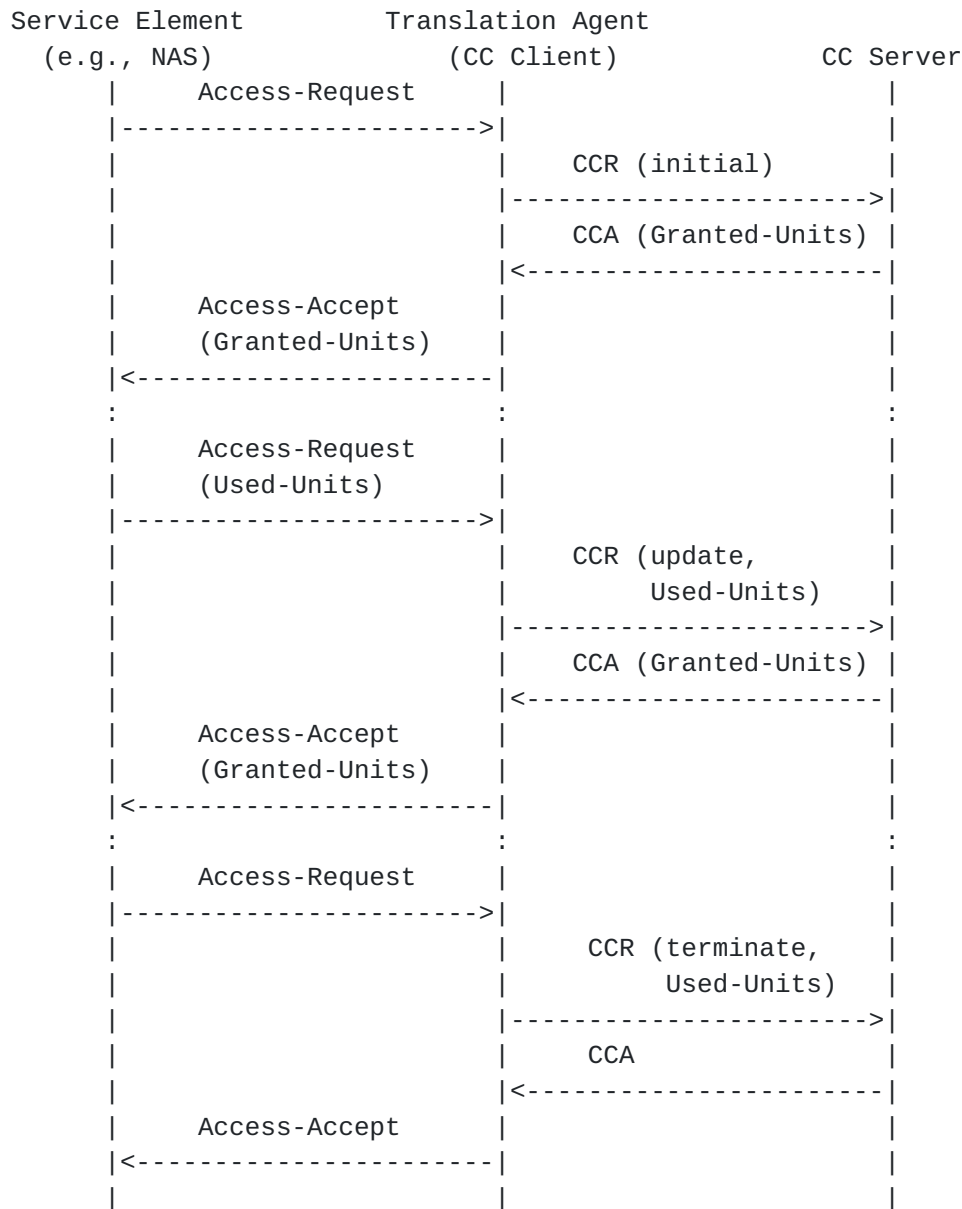 Service Element         Translation Agent
  (e.g., NAS)               (CC Client)             CC Server
      |     Access-Request     |                        |
      |----------------------->|                        |
      |                        |    CCR (initial)       |
      |                        |----------------------->|
      |                        |    CCA (Granted-Units) |
      |                        |<-----------------------|
      |     Access-Accept      |                        |
      |     (Granted-Units)    |                        |
      |<-----------------------|                        |
      :                        :                        :
      |     Access-Request     |                        |
      |     (Used-Units)       |                        |
      |----------------------->|                        |
      |                        |    CCR (update,        |
      |                        |         Used-Units)    |
      |                        |----------------------->|
      |                        |    CCA (Granted-Units) |
      |                        |<-----------------------|
      |     Access-Accept      |                        |
      |     (Granted-Units)    |                        |
      |<-----------------------|                        |
      :                        :                        :
      |     Access-Request     |                        |
      |----------------------->|                        |
      |                        |     CCR (terminate,    |
      |                        |          Used-Units)   |
      |                        |----------------------->|
      |                        |     CCA                |
      |                        |<-----------------------|
      |     Access-Accept      |                        |
      |<-----------------------|                        |
      |                        |                        |